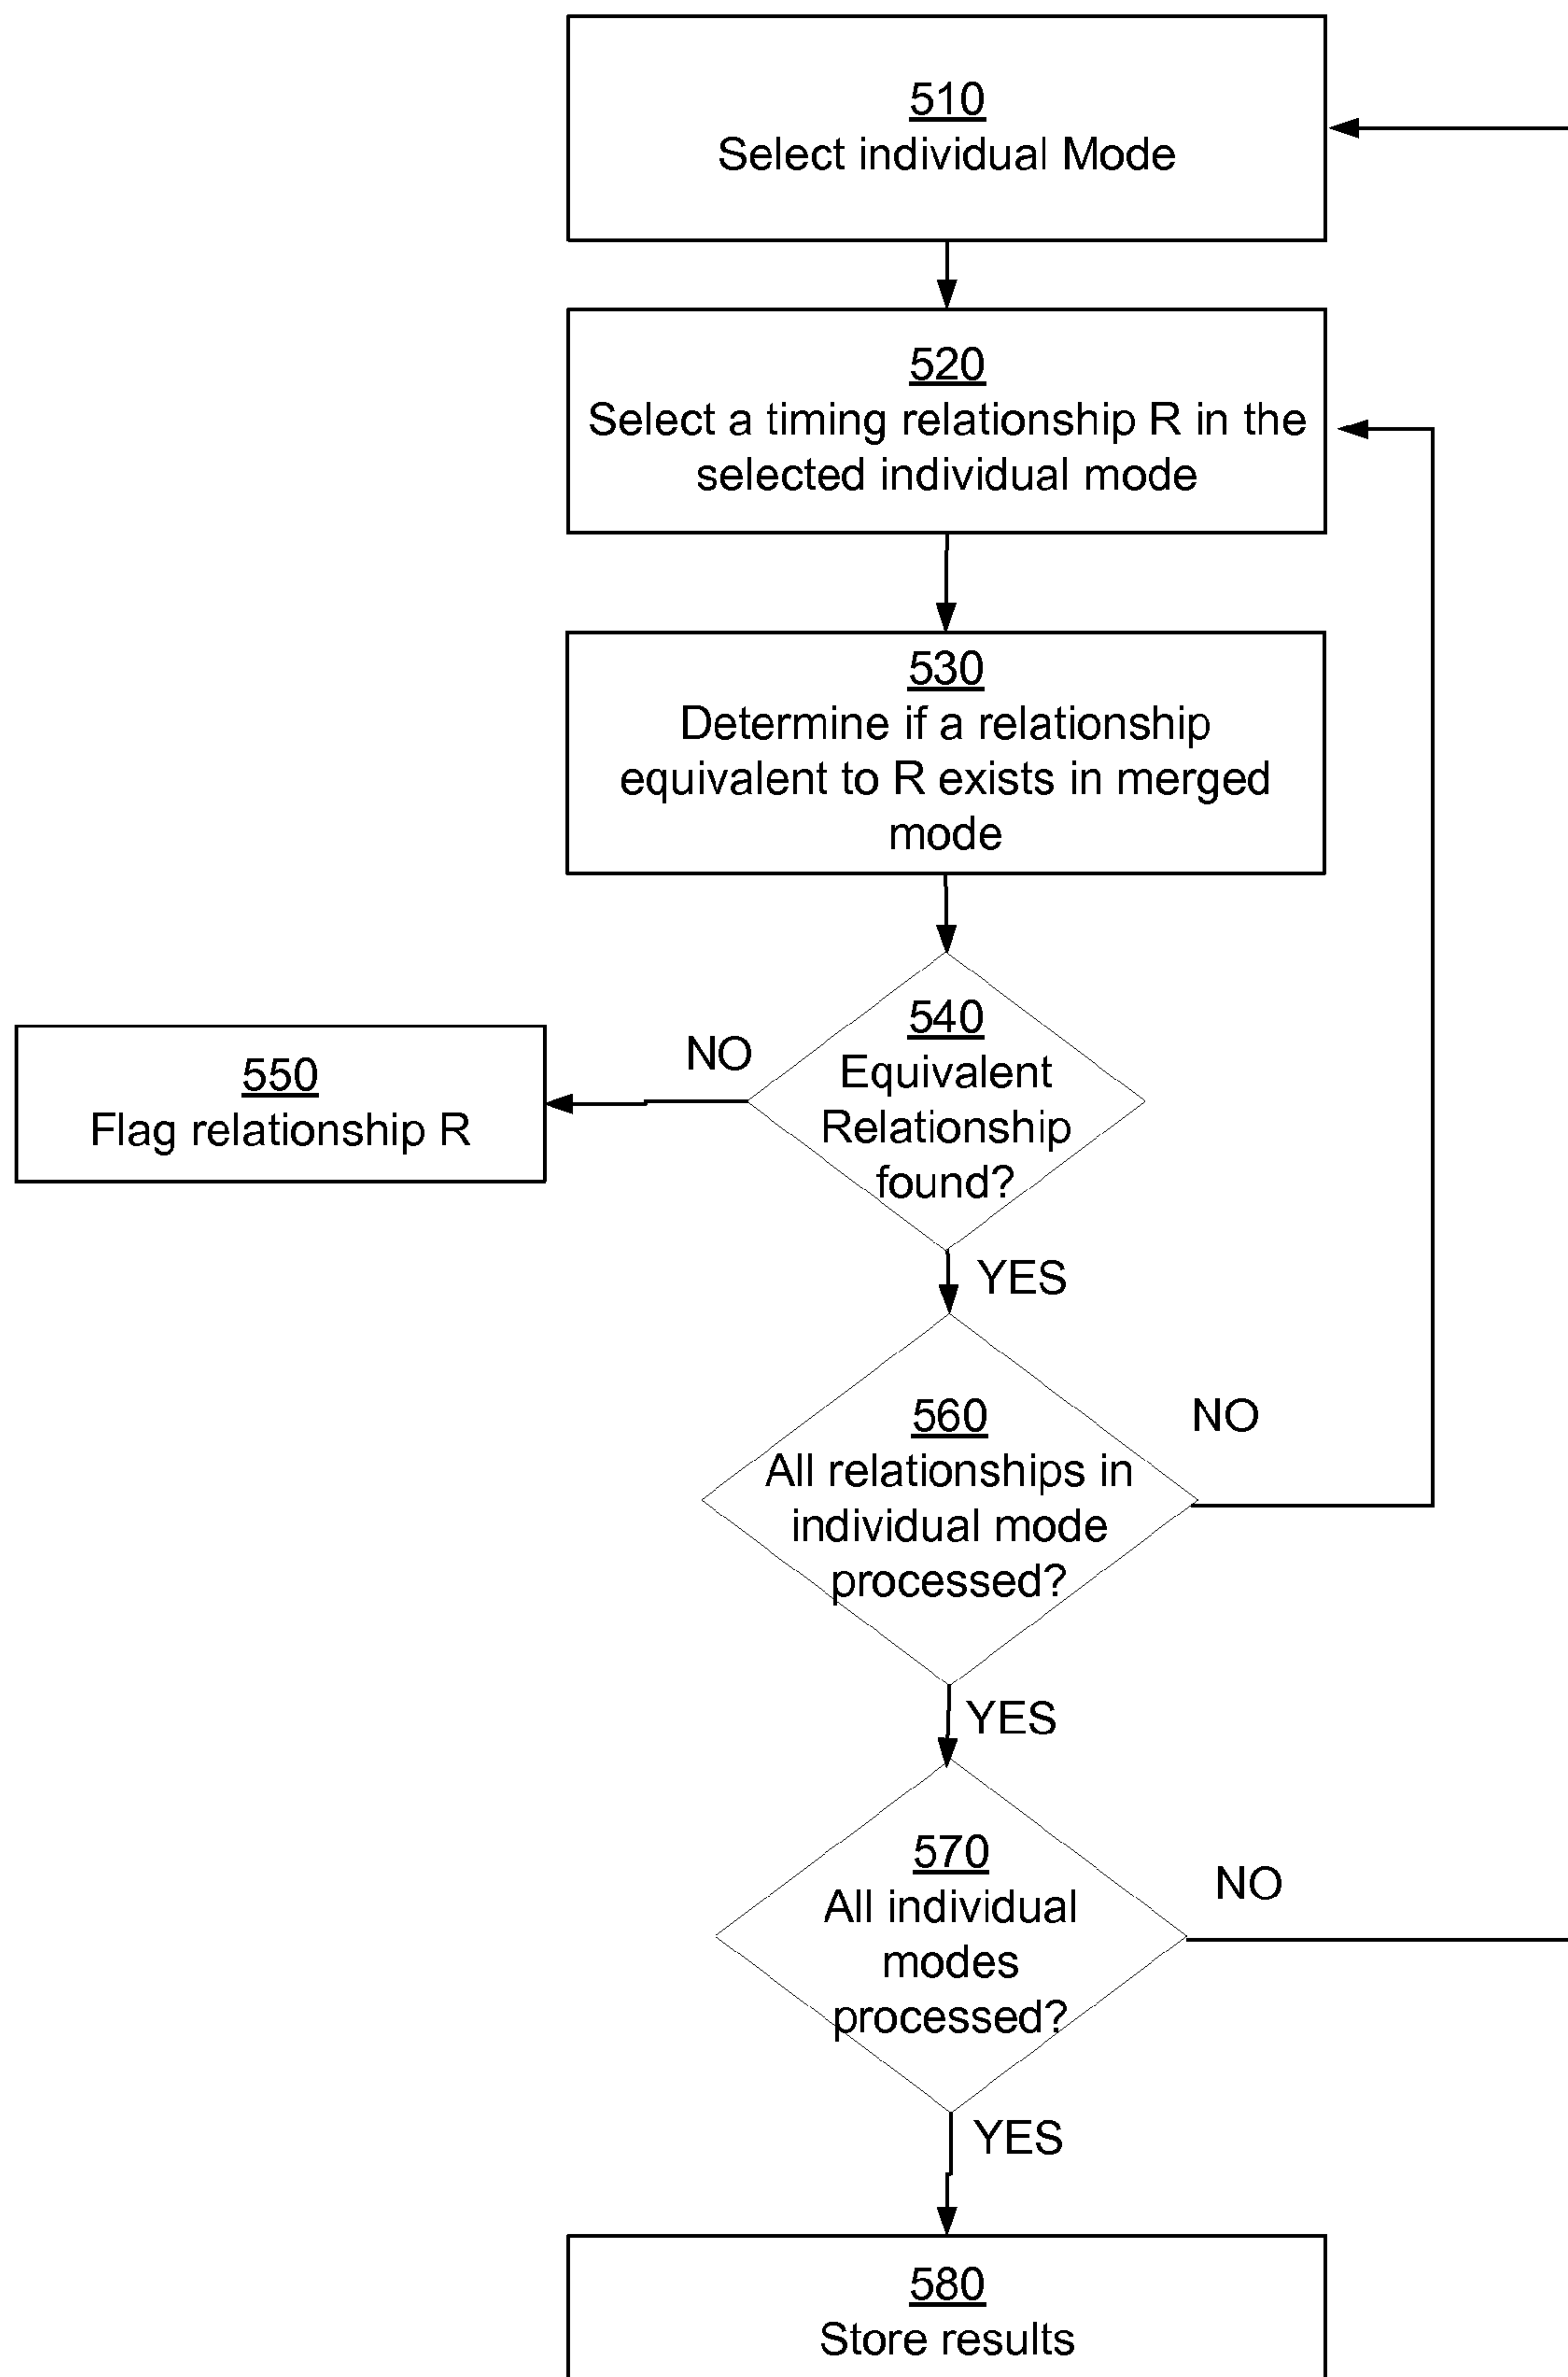 510
Select individual Mode
520
Select a timing relationship R in the
selected individual mode
530
Determine if a relationship
equivalent to R exists in merged
mode
540
Equivalent
Relationship
found?
NO
550
Flag relationship R
YES
560
All relationships in
individual mode
processed?
NO
YES
570
All individual
modes
processed?
NO
YES
580
Store results